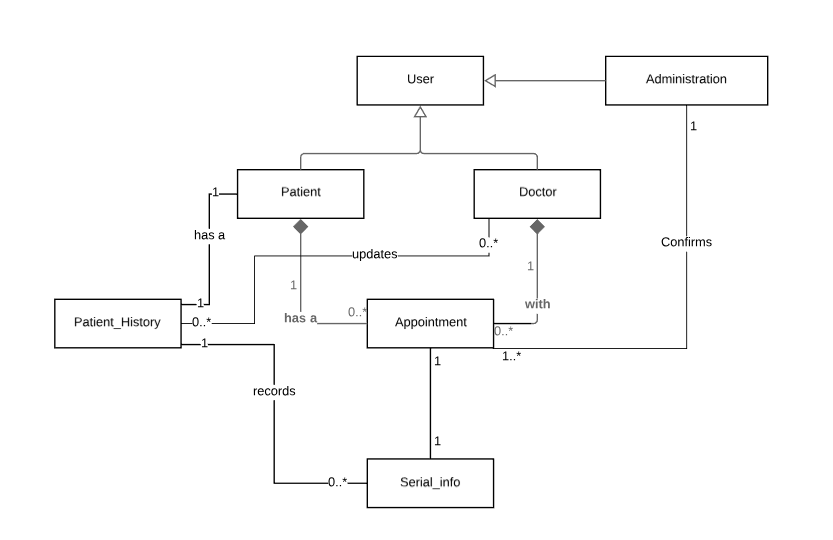 User
Administration
1
Patient
Doctor
1
has a
0..*
updates
Confirms
1
1
1
0..*
with
has a
Patient_History
0..*
Appointment
0..*
1
1..*
1
records
1
0..*
Serial_info